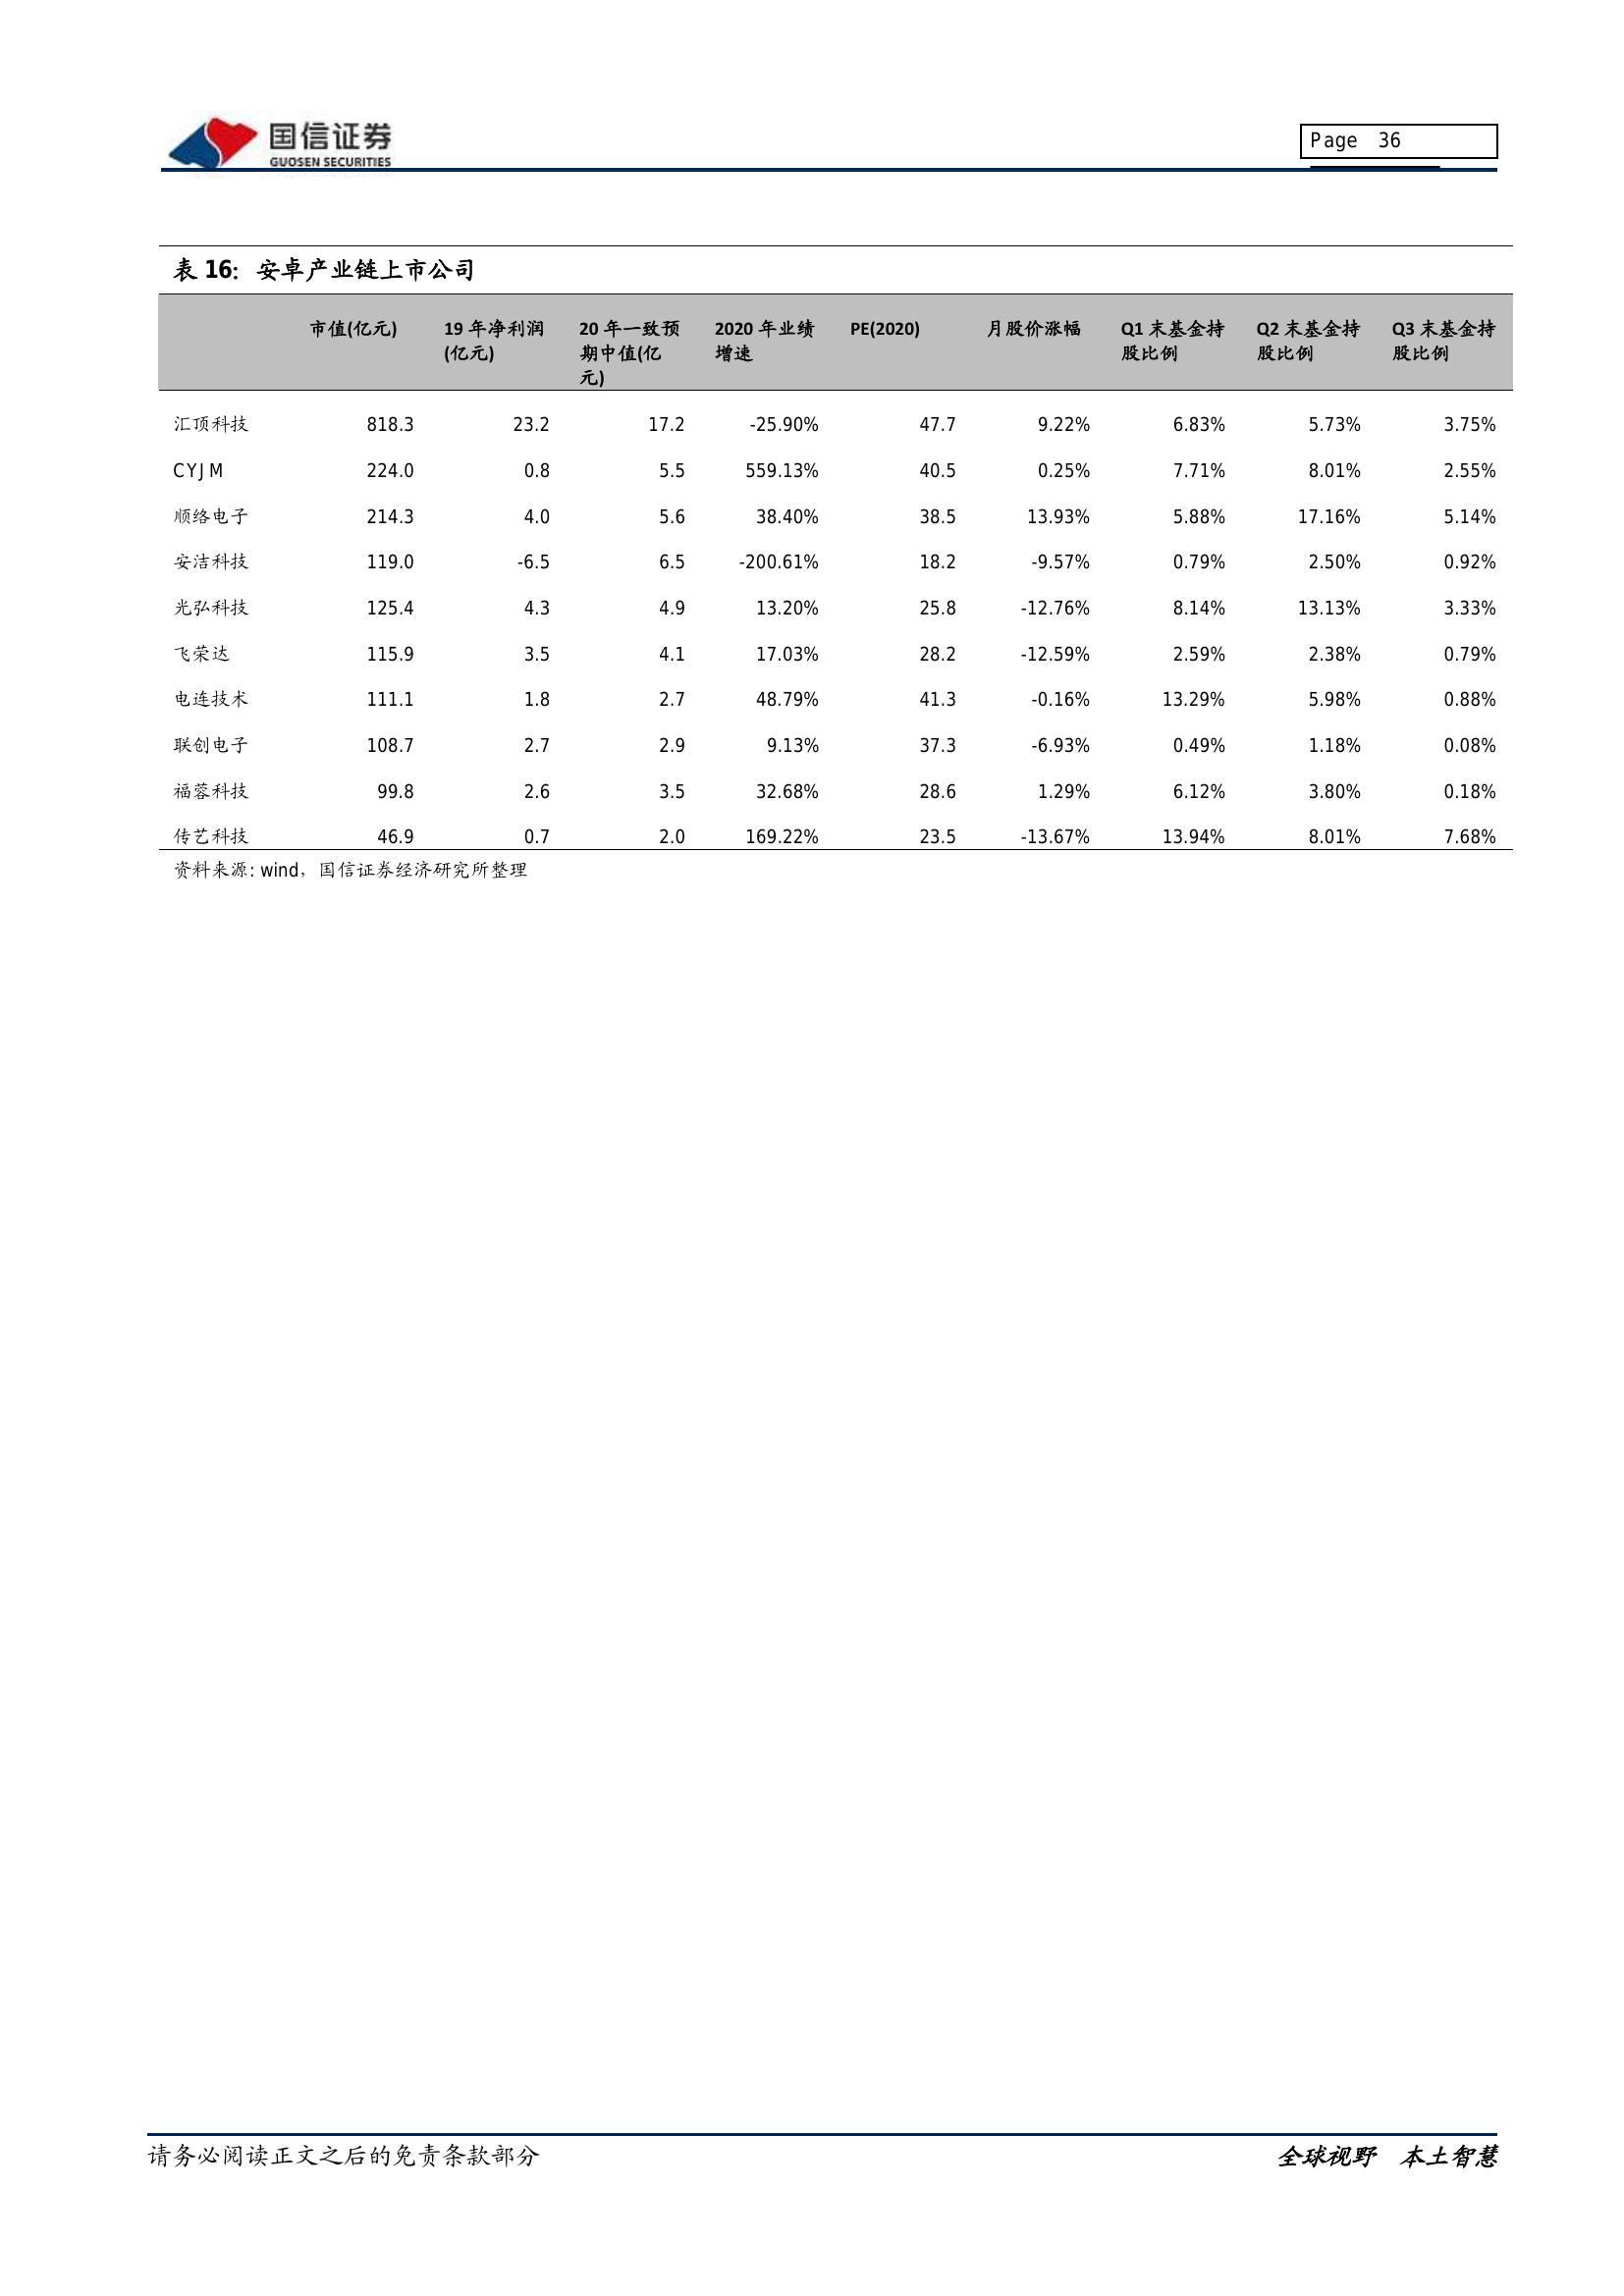 国信证券
GUOSEN SECURITIES
Page 36
表 16：安卓产业链上市公司
市值(亿元) 19 年净利润(亿元) 20 年一致预期中值(亿元) 2020 年业绩增速 PE(2020) 月股价涨幅 Q1 末基金持股比例 Q2 末基金持股比例 Q3 末基金持股比例
汇顶科技 818.3 23.2 17.2 -25.90% 47.7 9.22% 6.83% 5.73% 3.75%
CYJM 224.0 0.8 5.5 559.13% 40.5 0.25% 7.71% 8.01% 2.55%
顺络电子 214.3 4.0 5.6 38.40% 38.5 13.93% 5.88% 17.16% 5.14%
安洁科技 119.0 -6.5 6.5 -200.61% 18.2 -9.57% 0.79% 2.50% 0.92%
光弘科技 125.4 4.3 4.9 13.20% 25.8 -12.76% 8.14% 13.13% 3.33%
飞荣达 115.9 3.5 4.1 17.03% 28.2 -12.59% 2.59% 2.38% 0.79%
电连技术 111.1 1.8 2.7 48.79% 41.3 -0.16% 13.29% 5.98% 0.88%
联创电子 108.7 2.7 2.9 9.13% 37.3 -6.93% 0.49% 1.18% 0.08%
福蓉科技 99.8 2.6 3.5 32.68% 28.6 1.29% 6.12% 3.80% 0.18%
传艺科技 46.9 0.7 2.0 169.22% 23.5 -13.67% 13.94% 8.01% 7.68%
资料来源: wind，国信证券经济研究所整理
请务必阅读正文之后的免责条款部分
全球视野 本土智慧